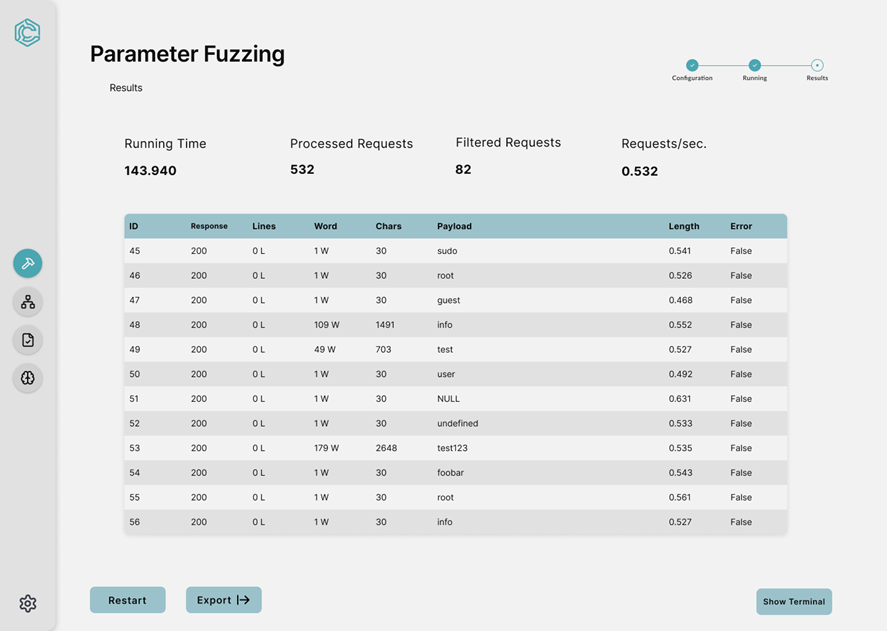 Parameter Fuzzing
Configuration Running Results
Results
Running Time Processed Requests Filtered Requests Requests/sec.
143.940 532 82 0.532
ID Response Lines Word Chars Payload Length Error
45 200 0 L 1 W 30 sudo 0.541 False
46 200 0 L 1 W 30 root 0.526 False
47 200 0 L 1 W 30 guest 0.468 False
48 200 0 L 109 W 1491 info 0.552 False
49 200 0 L 49 W 703 test 0.527 False
50 200 0 L 1 W 30 user 0.492 False
51 200 0 L 1 W 30 NULL 0.631 False
52 200 0 L 1 W 30 undefined 0.533 False
53 200 0 L 179 W 2648 test123 0.535 False
54 200 0 L 1 W 30 foobar 0.543 False
55 200 0 L 1 W 30 root 0.561 False
56 200 0 L 1 W 30 info 0.527 False
Restart Export Show Terminal